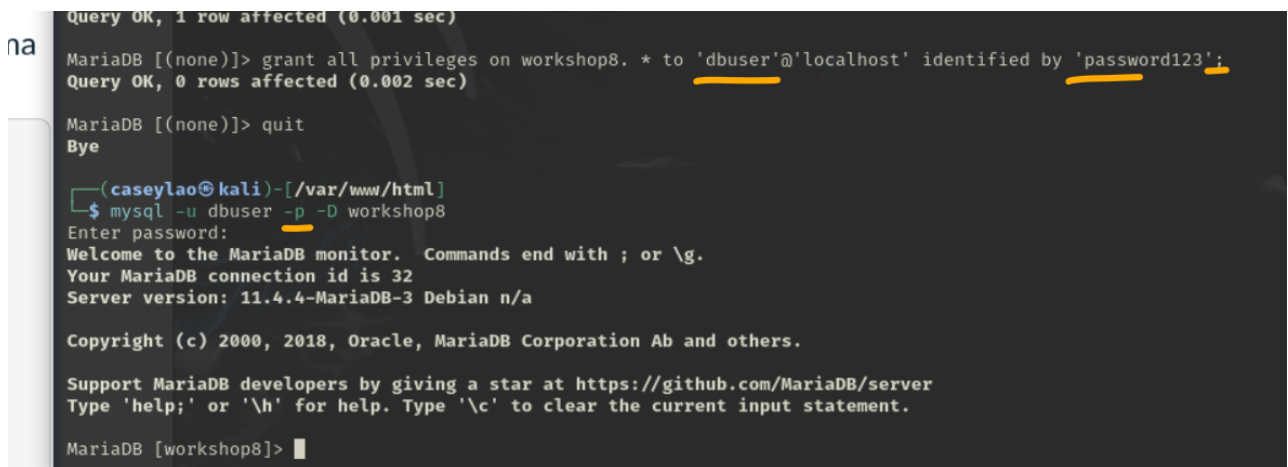 Query OK, 1 row affected (0.001 sec)
na
MariaDB [(none)]> grant all privileges on workshop8. * to 'dbuser'@'localhost' identified by 'password123';
Query OK, 0 rows affected (0.002 sec)
MariaDB [(none)]> quit
Bye
┌──(caseylao㉿kali)-[/var/www/html]
└─$ mysql -u dbuser -p -D workshop8
Enter password:
Welcome to the MariaDB monitor.  Commands end with ; or \g.
Your MariaDB connection id is 32
Server version: 11.4.4-MariaDB-3 Debian n/a
Copyright (c) 2000, 2018, Oracle, MariaDB Corporation Ab and others.
Support MariaDB developers by giving a star at https://github.com/MariaDB/server
Type 'help;' or '\h' for help. Type '\c' to clear the current input statement.
MariaDB [workshop8]>